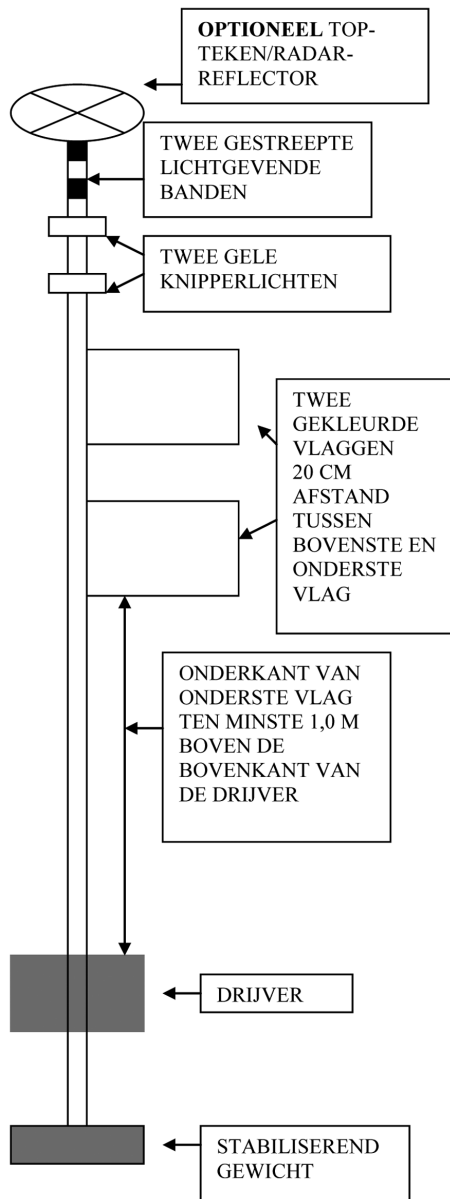 OPTIONEEL TOP-
TEKEN/RADAR-
REFLECTOR
TWEE GESTREEPTE
LICHTGEVENDE
BANDEN
TWEE GELE
KNIPPERLICHTEN
TWEE
GEKLEURDE
VLAGGEN
20 CM
AFSTAND
TUSSEN
BOVENSTE EN
ONDERSTE
VLAG
ONDERKANT VAN
ONDERSTE VLAG
TEN MINSTE 1,0 M
BOVEN DE
BOVENKANT VAN
DE DRIJVER
DRIJVER
STABILISEREND
GEWICHT